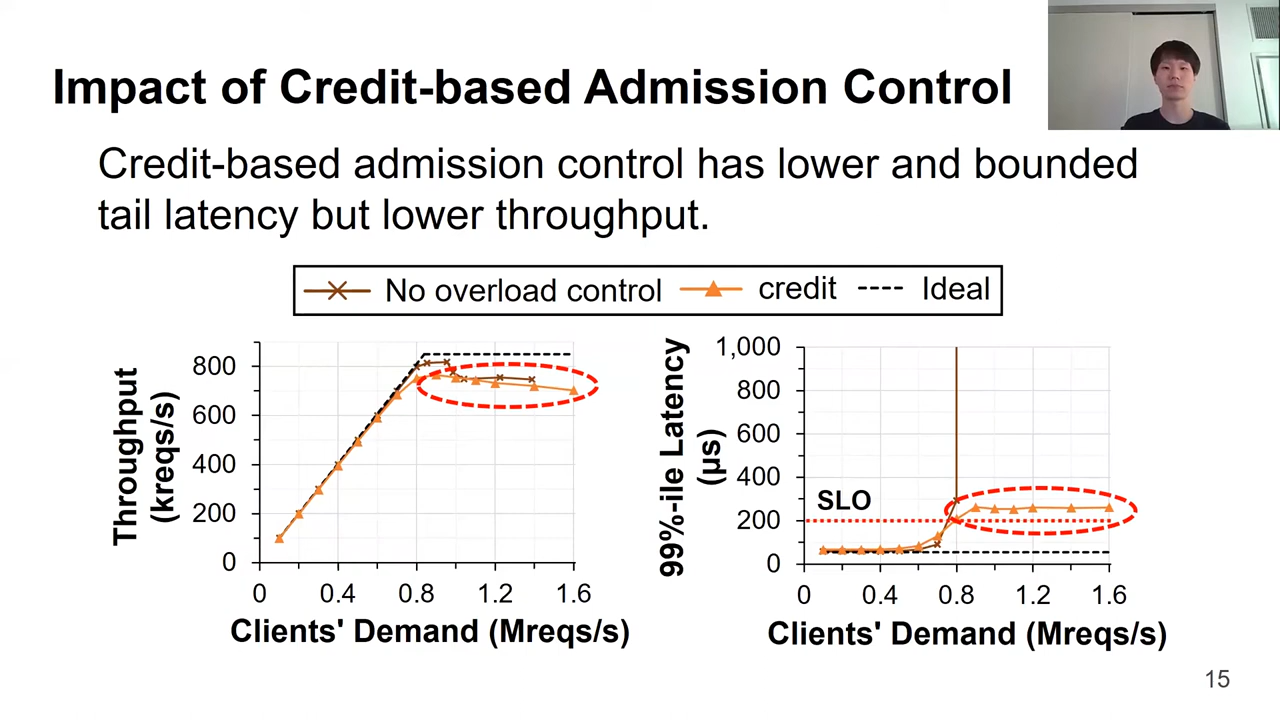 Impact of Credit-based Admission Control
Credit-based admission control has lower and bounded
tail latency but lower throughput.
No overload control credit Ideal
Throughput
(kreqs/s)
800
600
400
200
0
0 0.4 0.8 1.2 1.6
Clients' Demand (Mreqs/s)
99%-ile Latency
(μs)
1,000
800
600
400
200
0
SLO
0 0.4 0.8 1.2 1.6
Clients' Demand (Mreqs/s)
15